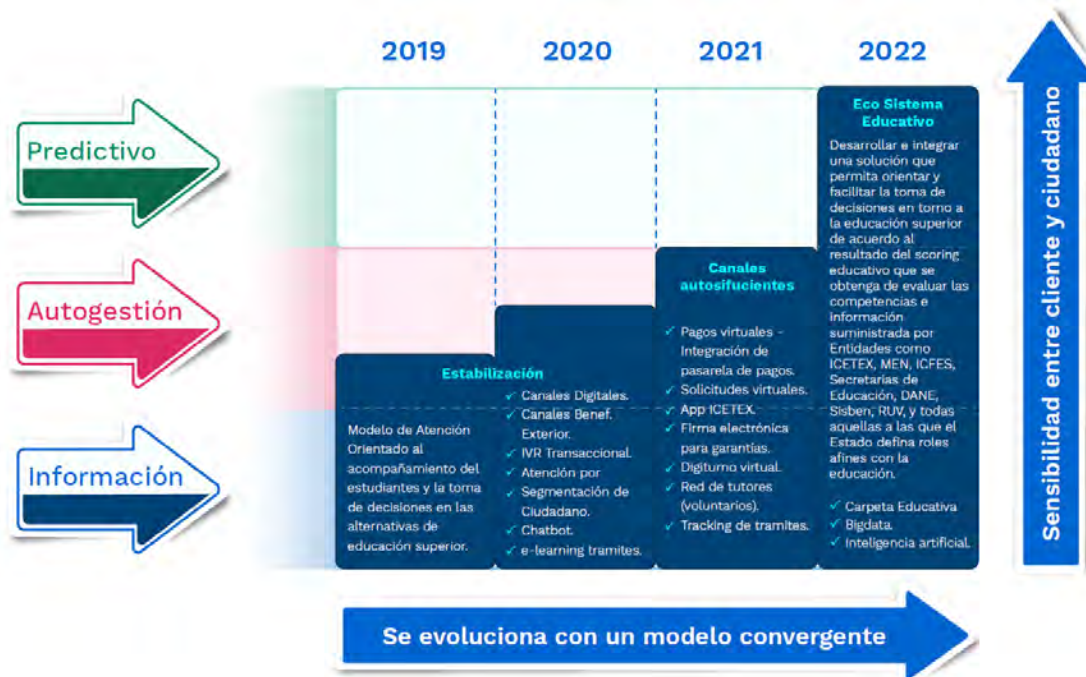 2019
2020
2021
2022
Predictivo
Autogestión
Información
Estabilización
Modelo de Atención
Orientado al
acompañamiento del
estudiantes y la toma
de decisiones en las
alternativas de
educación superior.
✓ Canales Digitales.
✓ Canales Benef.
Exterior.
✓ IVR Transaccional.
✓ Atención por
✓ Segmentación de
Ciudadano.
✓ Chatbot.
✓ e-learning tramites.
Canales
autosificientes
✓ Pagos virtuales -
Integración de
pasarela de pagos.
✓ Solicitudes virtuales.
✓ App ICETEX.
✓ Firma electrónica
para garantías.
✓ Digiturno virtual.
✓ Red de tutores
(voluntarios).
✓ Tracking de tramites.
Eco Sistema
Educativo
Desarrollar e integrar
una solución que
permita orientar y
facilitar la toma de
decisiones en torno a
la educación superior
de acuerdo al
resultado del scoring
educativo que se
obtenga de evaluar las
competencias e
información
suministrada por
Entidades como
ICETEX, MEN, ICFES,
Secretarías de
Educación, DANE,
Sisben, RUV, y todas
aquellas a las que el
Estado defina roles
afines con la
educación.
✓ Carpeta Educativa
✓ Bigdata.
✓ Inteligencia artificial.
Sensibilidad entre cliente y ciudadano
Se evoluciona con un modelo convergente